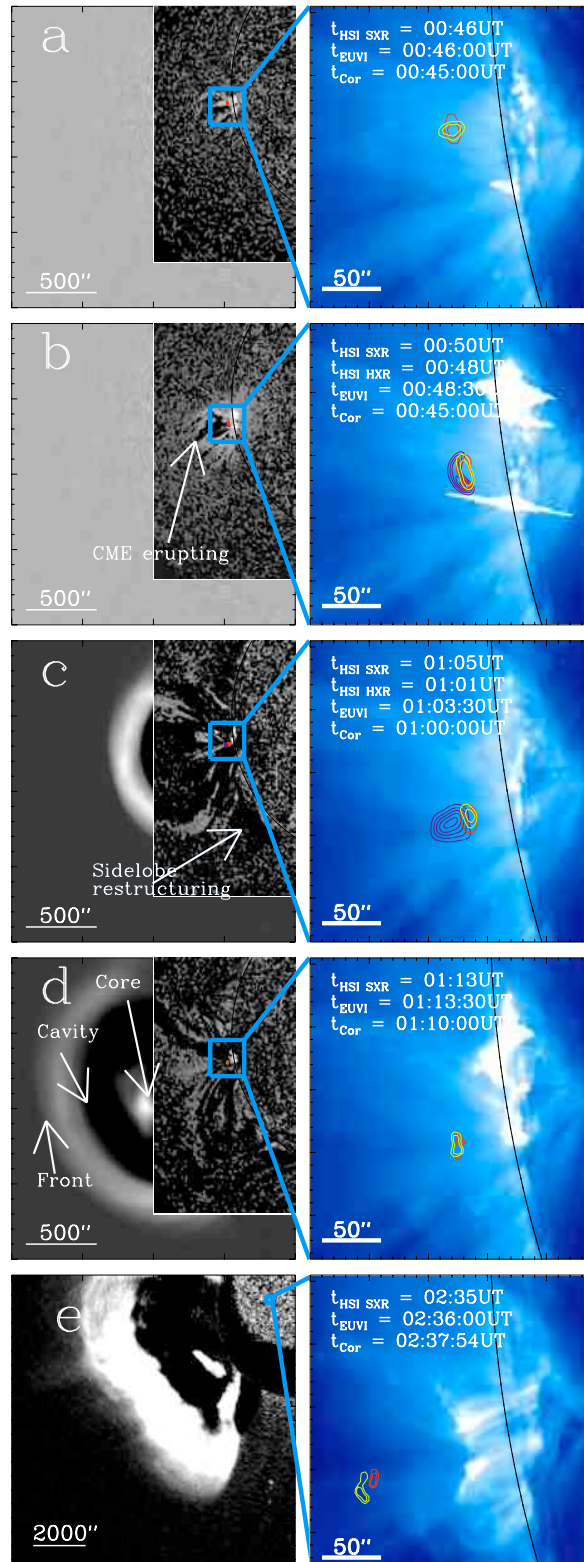 a
500"
t_HSI SXR = 00:46UT
t_EUVI = 00:46:00UT
t_Cor = 00:45:00UT
50"
b
CME erupting
500"
t_HSI SXR = 00:50UT
t_HSI HXR = 00:48UT
t_EUVI = 00:48:30UT
t_Cor = 00:45:00UT
50"
c
Sidelobe
restructuring
500"
t_HSI SXR = 01:05UT
t_HSI HXR = 01:01UT
t_EUVI = 01:03:30UT
t_Cor = 01:00:00UT
50"
d
Core
Cavity
Front
500"
t_HSI SXR = 01:13UT
t_EUVI = 01:13:30UT
t_Cor = 01:10:00UT
50"
e
2000"
t_HSI SXR = 02:35UT
t_EUVI = 02:36:00UT
t_Cor = 02:37:54UT
50"